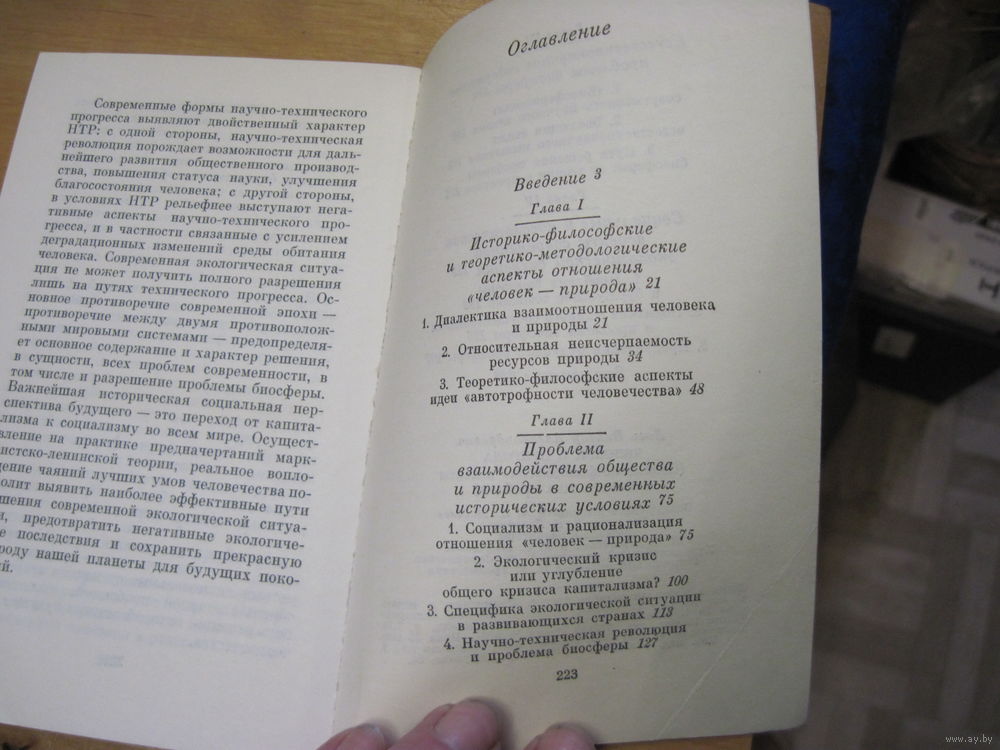 Современные формы научно-технического
прогресса выявляют двойственный характер
НТР: с одной стороны, научно-техническая
революция порождает возможности для даль-
нейшего развития общественного производ-
ства, повышения статуса науки, улучшения
благосостояния человека; с другой стороны,
в условиях НТР рельефнее выступают нега-
тивные аспекты научно-технического про-
гресса, и в частности связанные с усилением
деградационных изменений среды обитания
человека. Современная экологическая ситуа-
ция не может получить полного разрешения
лишь на путях технического прогресса. Ос-
новное противоречие современной эпохи —
противоречие между двумя противополож-
ными мировыми системами — предопределя-
ет основное содержание и характер решения,
в сущности, всех проблем современности, в
том числе и разрешение проблемы биосферы.
Важнейшая историческая социальная пер-
спектива будущего — это переход от капита-
лизма к социализму во всем мире. Осущест-
вление на практике предначертаний марк-
истско-ленинской теории, реальное вопло-
щение чаяний лучших умов человечества по-
волит выявить наиболее эффективные пути
шения современной экологической ситуа-
и, предотвратить негативные экологиче-
е последствия и сохранить прекрасную
роду нашей планеты для будущих поко-
ий.
Оглавление
Введение 3
Глава I
Историко-философские
и теоретико-методологические
аспекты отношения
«человек — природа» 21
1. Диалектика взаимоотношения человека
и природы 21
2. Относительная неисчерпаемость
ресурсов природы 34
3. Теоретико-философские аспекты
идеи «автотрофности человечества» 48
Глава II
Проблема
взаимодействия общества
и природы в современных
исторических условиях 75
1. Социализм и рационализация
отношения «человек — природа» 75
2. Экологический кризис
или углубление
общего кризиса капитализма? 100
3. Специфика экологической ситуации
в развивающихся странах 113
4. Научно-техническая революция
и проблема биосферы 127
223
www.ay.by